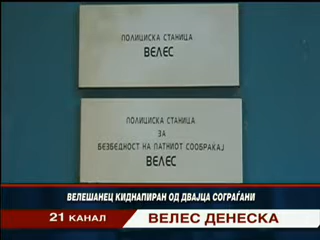 ПОЛИЦИСКА СТАНИЦА
ВЕЛЕС
ПОЛИЦИСКА СТАНИЦА
ЗА
БЕЗБЕДНОСТ НА ПАТНИОТ СООБРАЌАЈ
ВЕЛЕС
ВЕЛЕШАНЕЦ КИДНАПИРАН ОД ДВАЈЦА СОГРАЃАНИ
21 КАНАЛ
ВЕЛЕС ДЕНЕСКА